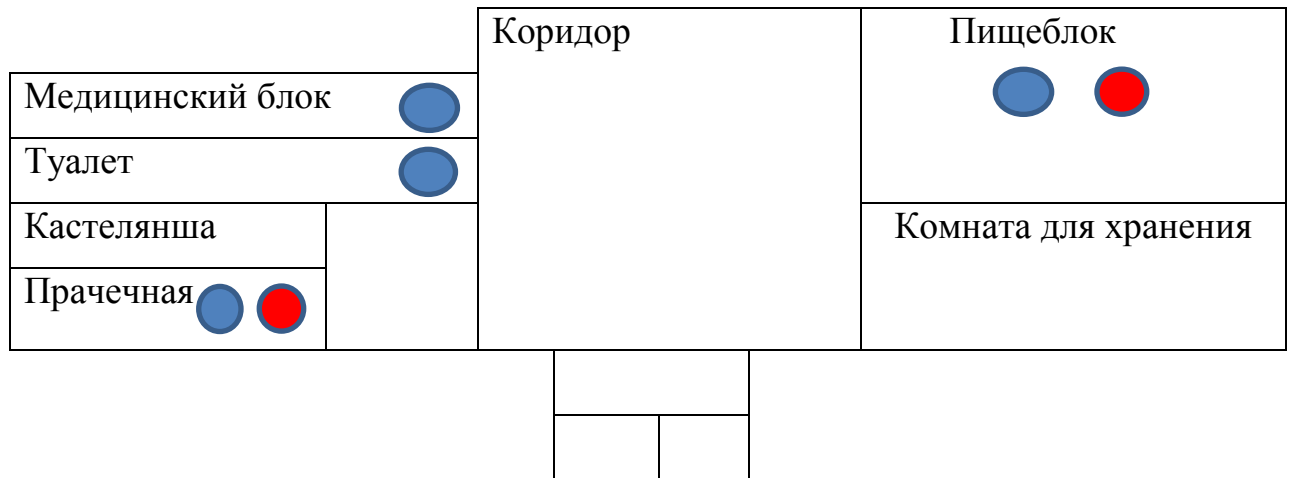 Коридор
Пищеблок
Медицинский блок
Туалет
Кастелянша
Комната для хранения
Прачечная